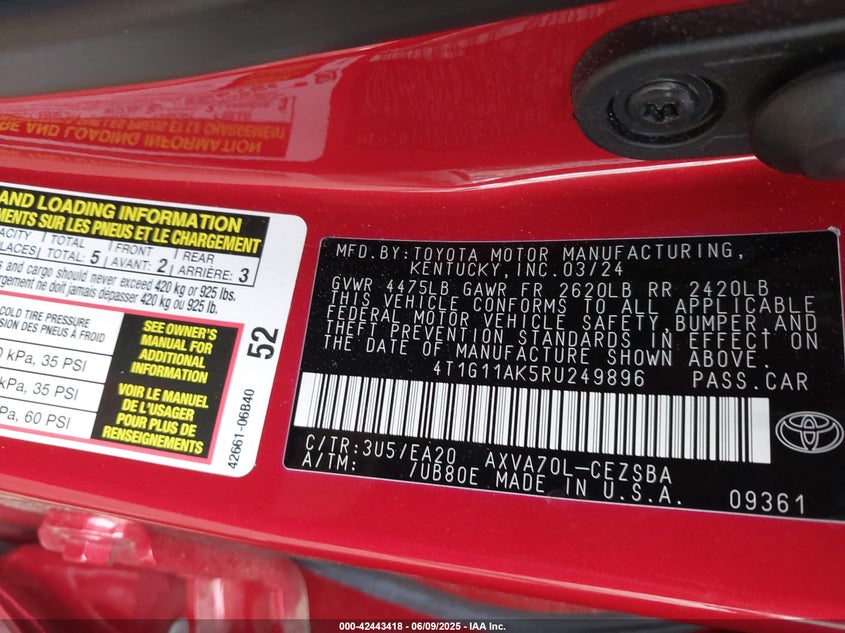 RE AND LOADING INFORMATION
AND LOADING INFORMATION
MENTS SUR LES PNEUS ET LE CHARGEMENT
TOTAL FRONT REAR
TOTAL: 5 AVANT: 2 ARRIÈRE: 3
and cargo should never exceed 420 kg or 925 lbs.
ne doit jamais dépasser 420 kg ou 925 lbs.
COLD TIRE PRESSURE
DES PNEUS À FROID
kPa, 35 PSI
kPa, 35 PSI
60 PSI
SEE OWNER'S
MANUAL FOR
ADDITIONAL
INFORMATION
VOIR LE MANUEL
DE L'USAGER
POUR PLUS DE
RENSEIGNEMENTS
52
42661-06B40
MFD.BY:TOYOTA MOTOR MANUFACTURING,
KENTUCKY, INC.03/24
GVWR 4475LB GAWR FR 2620LB RR 2420LB
THIS VEHICLE CONFORMS TO ALL APPLICABLE
FEDERAL MOTOR VEHICLE SAFETY,BUMPER,AND
THEFT PREVENTION STANDARDS IN EFFECT ON
THE DATE OF MANUFACTURE SHOWN ABOVE.
4T1G11AK5RU249896 PASS.CAR
C/TR:3U5/EA20 AXVA70L-CEZSBA
A/TM: /UB80E MADE IN U.S.A.
09361
000-42443418 | 06/09/2025 - IAA Inc.